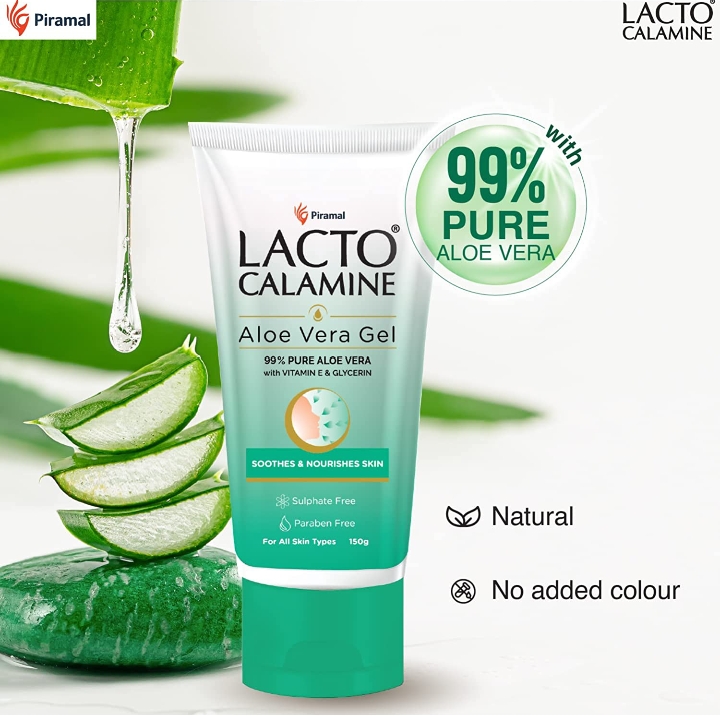 Piramal
LACTO
CALAMINE
with
99%
PURE
ALOE VERA
Piramal
LACTO®
CALAMINE
Aloe Vera Gel
99% PURE ALOE VERA
with VITAMIN E & GLYCERIN
SOOTHES & NOURISHES SKIN
Sulphate Free
Paraben Free
For All Skin Types 150g
Natural
No added colour